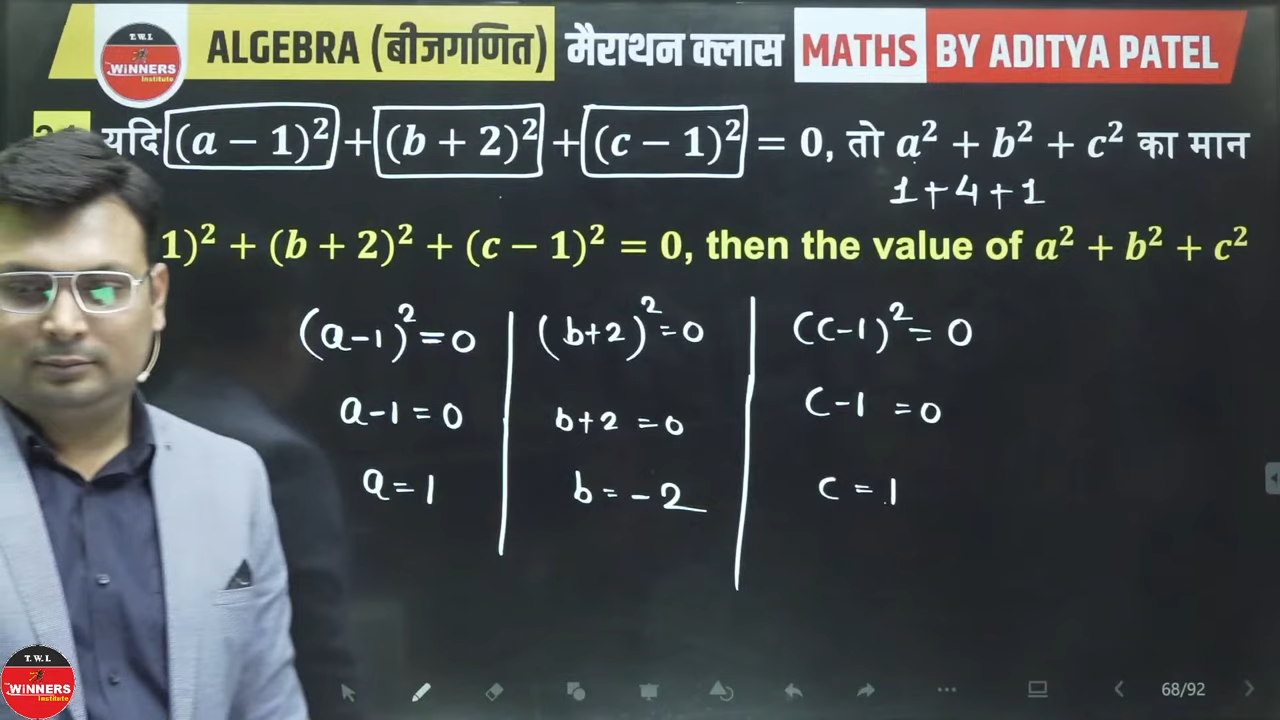 T.W.I.
The WiNNERS
Institute
ALGEBRA (बीजगणित) मैराथन क्लास MATHS BY ADITYA PATEL
यदि (a − 1)² + (b + 2)² + (c − 1)² = 0, तो a² + b² + c² का मान
1+4+1
1)² + (b + 2)² + (c − 1)² = 0, then the value of a² + b² + c²
(a-1)² = 0 (b+2)² = 0 (c-1)² = 0
a-1 = 0 b+2 = 0 c-1 = 0
a = 1 b = -2 c = 1
T.W.I.
The WiNNERS
Institute
68/92